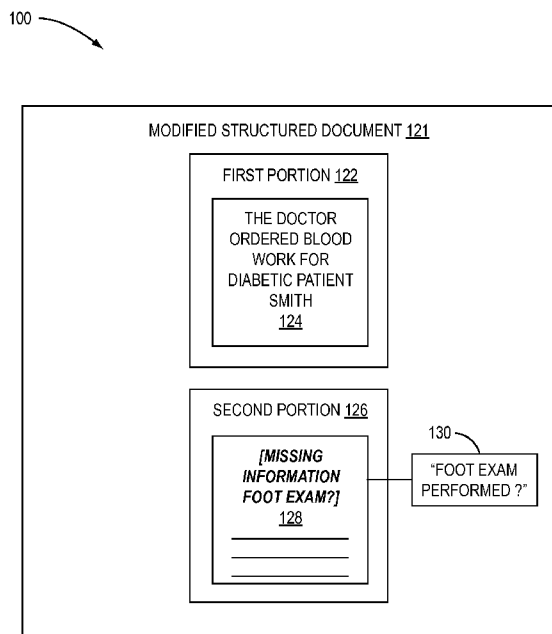 100
MODIFIED STRUCTURED DOCUMENT 121
FIRST PORTION 122
THE DOCTOR
ORDERED BLOOD
WORK FOR
DIABETIC PATIENT
SMITH
124
SECOND PORTION 126
[MISSING
INFORMATION
FOOT EXAM?]
128
130
“FOOT EXAM
PERFORMED ?”